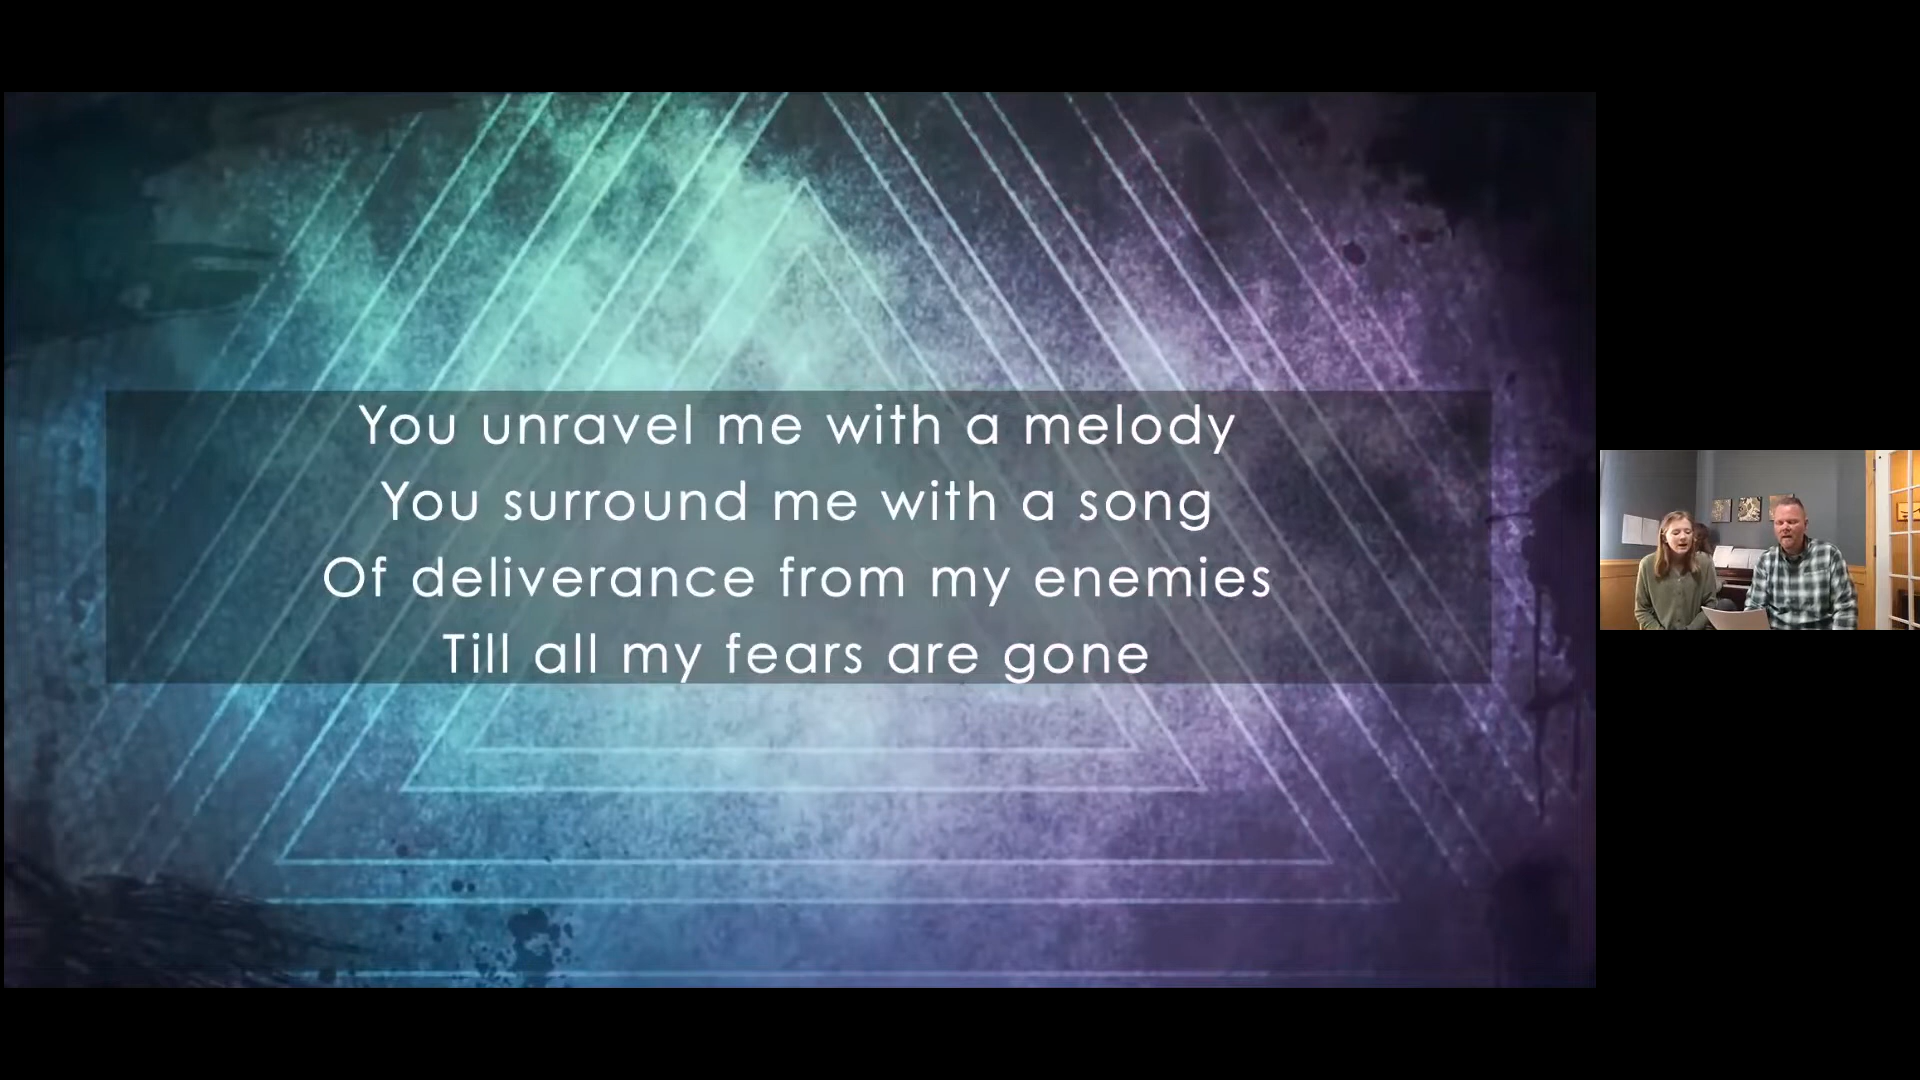 You unravel me with a melody
You surround me with a song
Of deliverance from my enemies
Till all my fears are gone